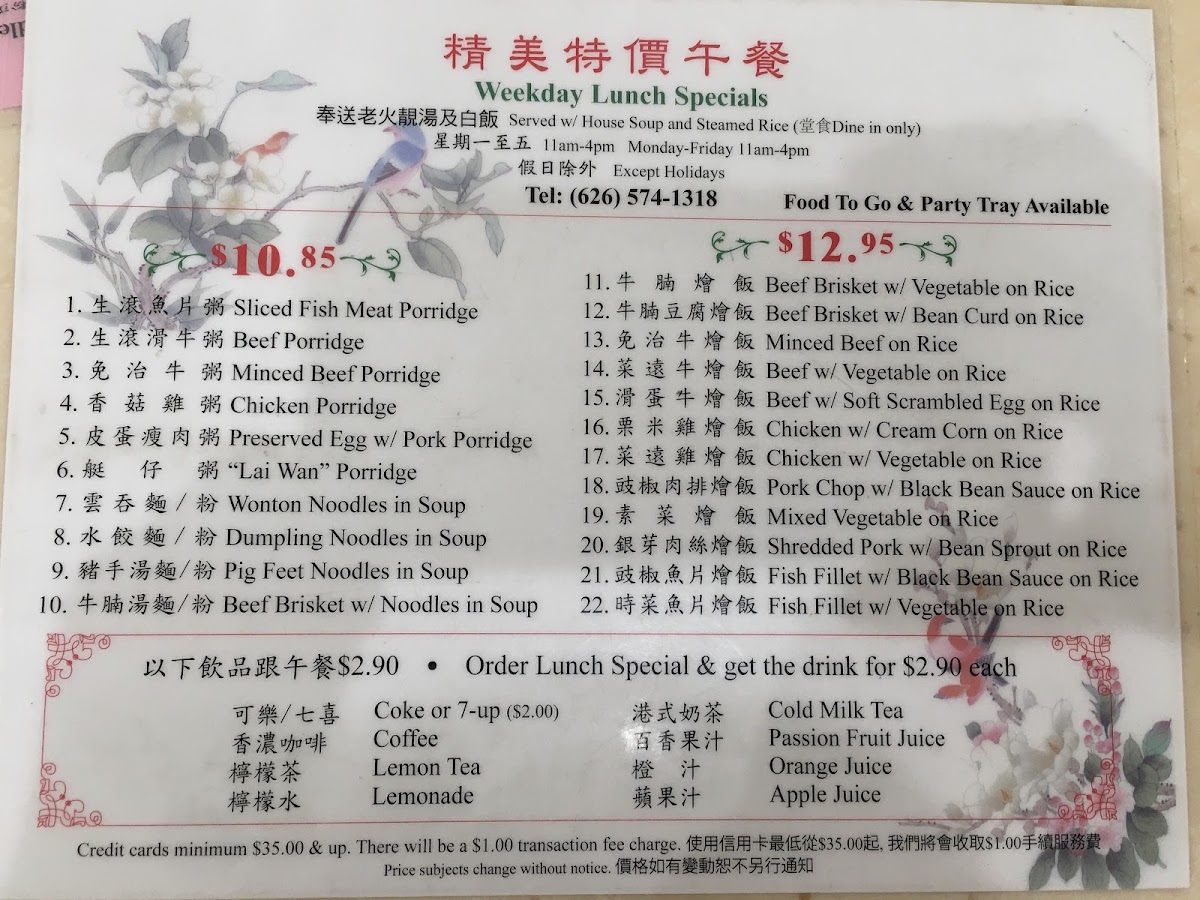 精美特價午餐
Weekday Lunch Specials
奉送老火靚湯及白飯 Served w/ House Soup and Steamed Rice (堂食Dine in only)
星期一至五 11am-4pm Monday-Friday 11am-4pm
假日除外 Except Holidays
Tel: (626) 574-1318 Food To Go & Party Tray Available
$10.85
1. 生滾魚片粥 Sliced Fish Meat Porridge
2. 生滾滑牛粥 Beef Porridge
3. 免治牛粥 Minced Beef Porridge
4. 香菇雞粥 Chicken Porridge
5. 皮蛋瘦肉粥 Preserved Egg w/ Pork Porridge
6. 艇仔粥 “Lai Wan” Porridge
7. 雲吞麵/粉 Wonton Noodles in Soup
8. 水餃麵/粉 Dumpling Noodles in Soup
9. 豬手湯麵/粉 Pig Feet Noodles in Soup
10. 牛腩湯麵/粉 Beef Brisket w/ Noodles in Soup
$12.95
11. 牛腩燴飯 Beef Brisket w/ Vegetable on Rice
12. 牛腩豆腐燴飯 Beef Brisket w/ Bean Curd on Rice
13. 免治牛燴飯 Minced Beef on Rice
14. 菜遠牛燴飯 Beef w/ Vegetable on Rice
15. 滑蛋牛燴飯 Beef w/ Soft Scrambled Egg on Rice
16. 栗米雞燴飯 Chicken w/ Cream Corn on Rice
17. 菜遠雞燴飯 Chicken w/ Vegetable on Rice
18. 豉椒肉排燴飯 Pork Chop w/ Black Bean Sauce on Rice
19. 素菜燴飯 Mixed Vegetable on Rice
20. 銀芽肉絲燴飯 Shredded Pork w/ Bean Sprout on Rice
21. 豉椒魚片燴飯 Fish Fillet w/ Black Bean Sauce on Rice
22. 時菜魚片燴飯 Fish Fillet w/ Vegetable on Rice
以下飲品跟午餐$2.90 • Order Lunch Special & get the drink for $2.90 each
可樂/七喜 Coke or 7-up ($2.00)
香濃咖啡 Coffee
檸檬茶 Lemon Tea
檸檬水 Lemonade
港式奶茶 Cold Milk Tea
百香果汁 Passion Fruit Juice
橙汁 Orange Juice
蘋果汁 Apple Juice
Credit cards minimum $35.00 & up. There will be a $1.00 transaction fee charge. 使用信用卡最低從$35.00起, 我們將會收取$1.00手續服務費
Price subjects change without notice. 價格如有變動恕不另行通知